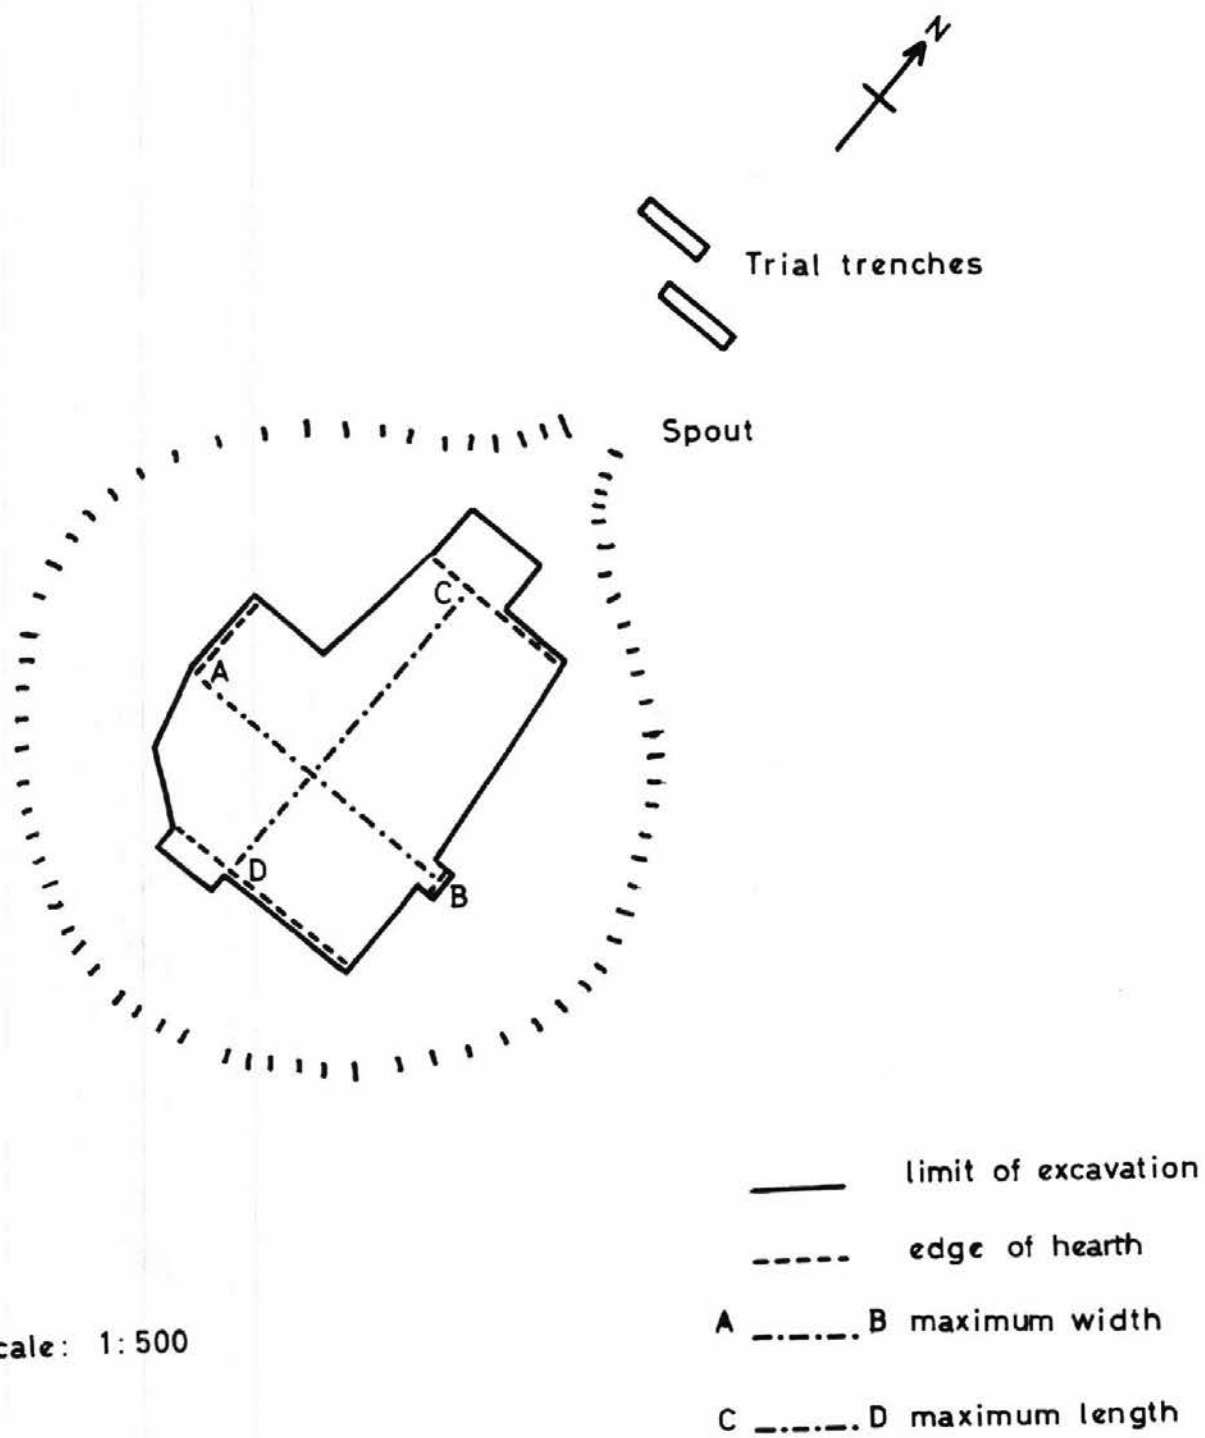 N
Trial trenches
Spout
C
A
D
B
limit of excavation
edge of hearth
A B maximum width
cale: 1:500
C D maximum length